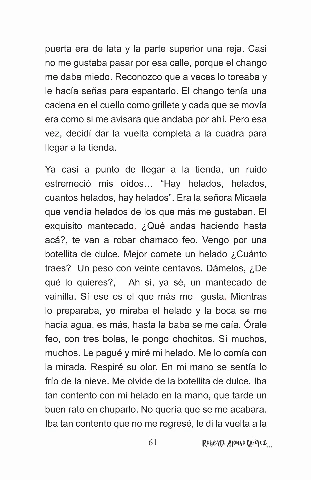 puerta era de lata y la parte superior una reja. Casi
no me gustaba pasar por esa calle, porque el chango
me daba miedo. Reconozco que a veces lo toreaba y
le hacía señas para espantarlo. El chango tenía una
cadena en el cuello como grillete y cada que se movía
era como si me avisara que andaba por ahí. Pero esa
vez, decidí dar la vuelta completa a la cuadra para
llegar a la tienda.
Ya casi a punto de llegar a la tienda, un ruido
estremeció mis oídos… “Hay helados, helados,
cuantos helados, hay helados”. Era la señora Micaela
que vendía helados de los que más me gustaban. El
exquisito mantecado. ¿Qué andas haciendo hasta
acá?, te van a robar chamaco feo. Vengo por una
botellita de dulce. Mejor comete un helado ¿Cuánto
traes? Un peso con veinte centavos. Dámelos, ¿De
qué lo quieres?, Ah sí, ya sé, un mantecado de
vainilla. Sí ese es el que más me gusta. Mientras
lo preparaba, yo miraba el helado y la boca se me
hacía agua, es más, hasta la baba se me caía. Órale
feo, con tres bolas, le pongo chochitos. Sí muchos,
muchos. Le pagué y miré mi helado. Me lo comía con
la mirada. Respiré su olor. En mi mano se sentía lo
frío de la nieve. Me olvide de la botellita de dulce. Iba
tan contento con mi helado en la mano, que tarde un
buen rato en chuparlo. No quería que se me acabara.
Iba tan contento que no me regresé, le di la vuelta a la
61